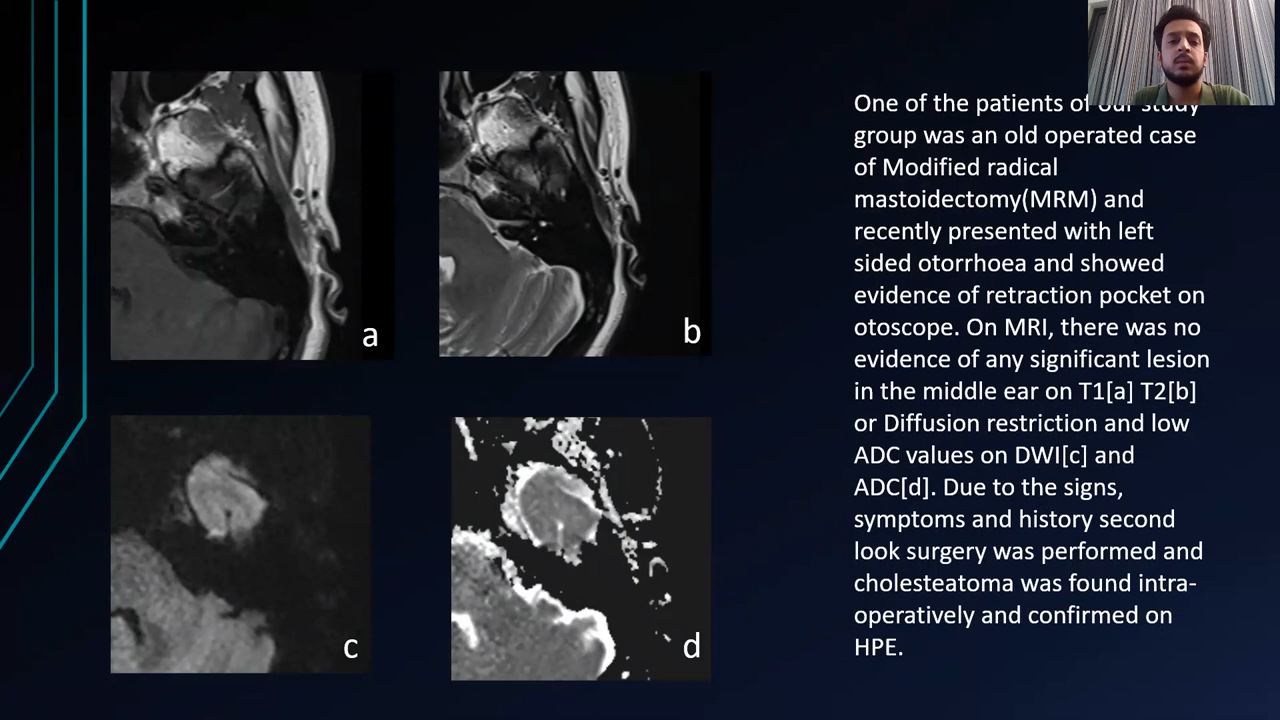 One of the patients of our study
group was an old operated case
of Modified radical
mastoidectomy(MRM) and
recently presented with left
sided otorrhoea and showed
evidence of retraction pocket on
otoscope. On MRI, there was no
evidence of any significant lesion
in the middle ear on T1[a] T2[b]
or Diffusion restriction and low
ADC values on DWI[c] and
ADC[d]. Due to the signs,
symptoms and history second
look surgery was performed and
cholesteatoma was found intra-
operatively and confirmed on
HPE.
a
b
c
d